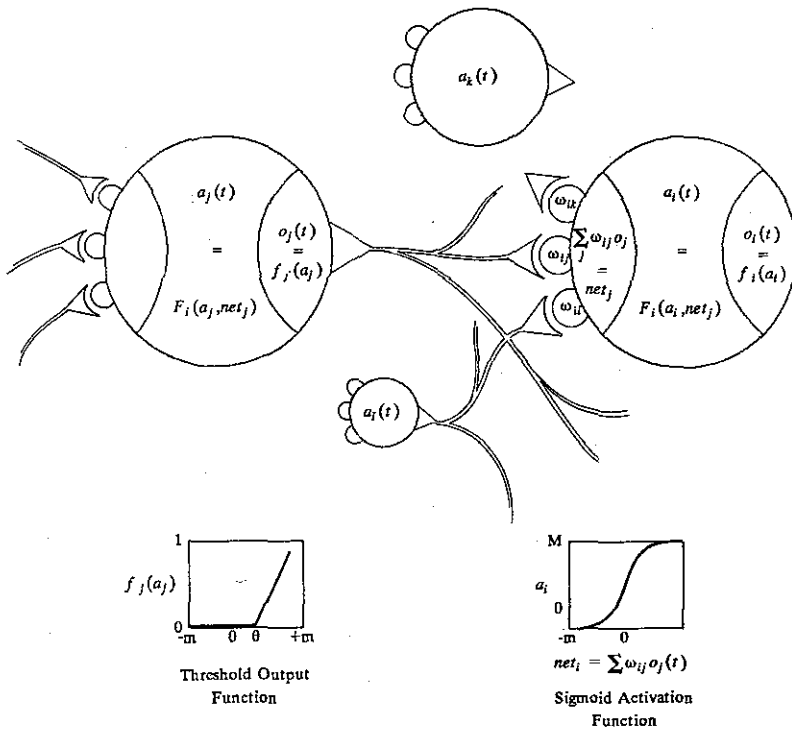 a_k(t)
a_j(t)
=
F_i(a_j,net_j)
o_j(t)
=
f_j(a_j)
ω_ik
ω_ij
ω_il
∑_j ω_ij o_j
=
net_j
a_i(t)
=
F_i(a_i,net_j)
o_i(t)
=
f_i(a_i)
a_l(t)
1
f_j(a_j)
0
-m 0 θ +m
Threshold Output
Function
M
a_i
0
-m 0
net_i = ∑ω_ij o_j(t)
Sigmoid Activation
Function